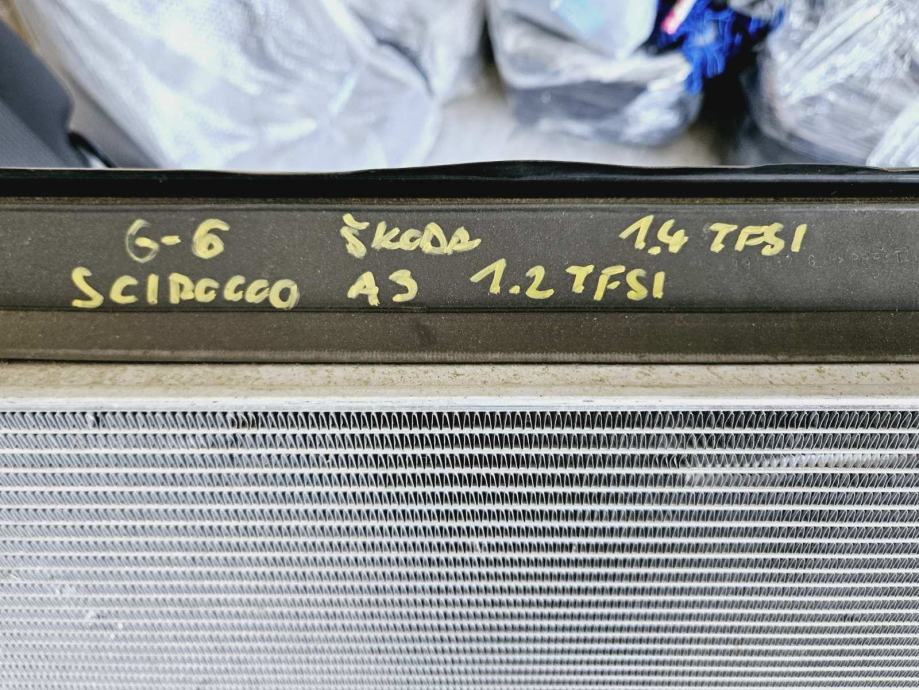 G-6 ŠKODA 1.4 TFSI
SCIROCCO A3 1.2 TFSI